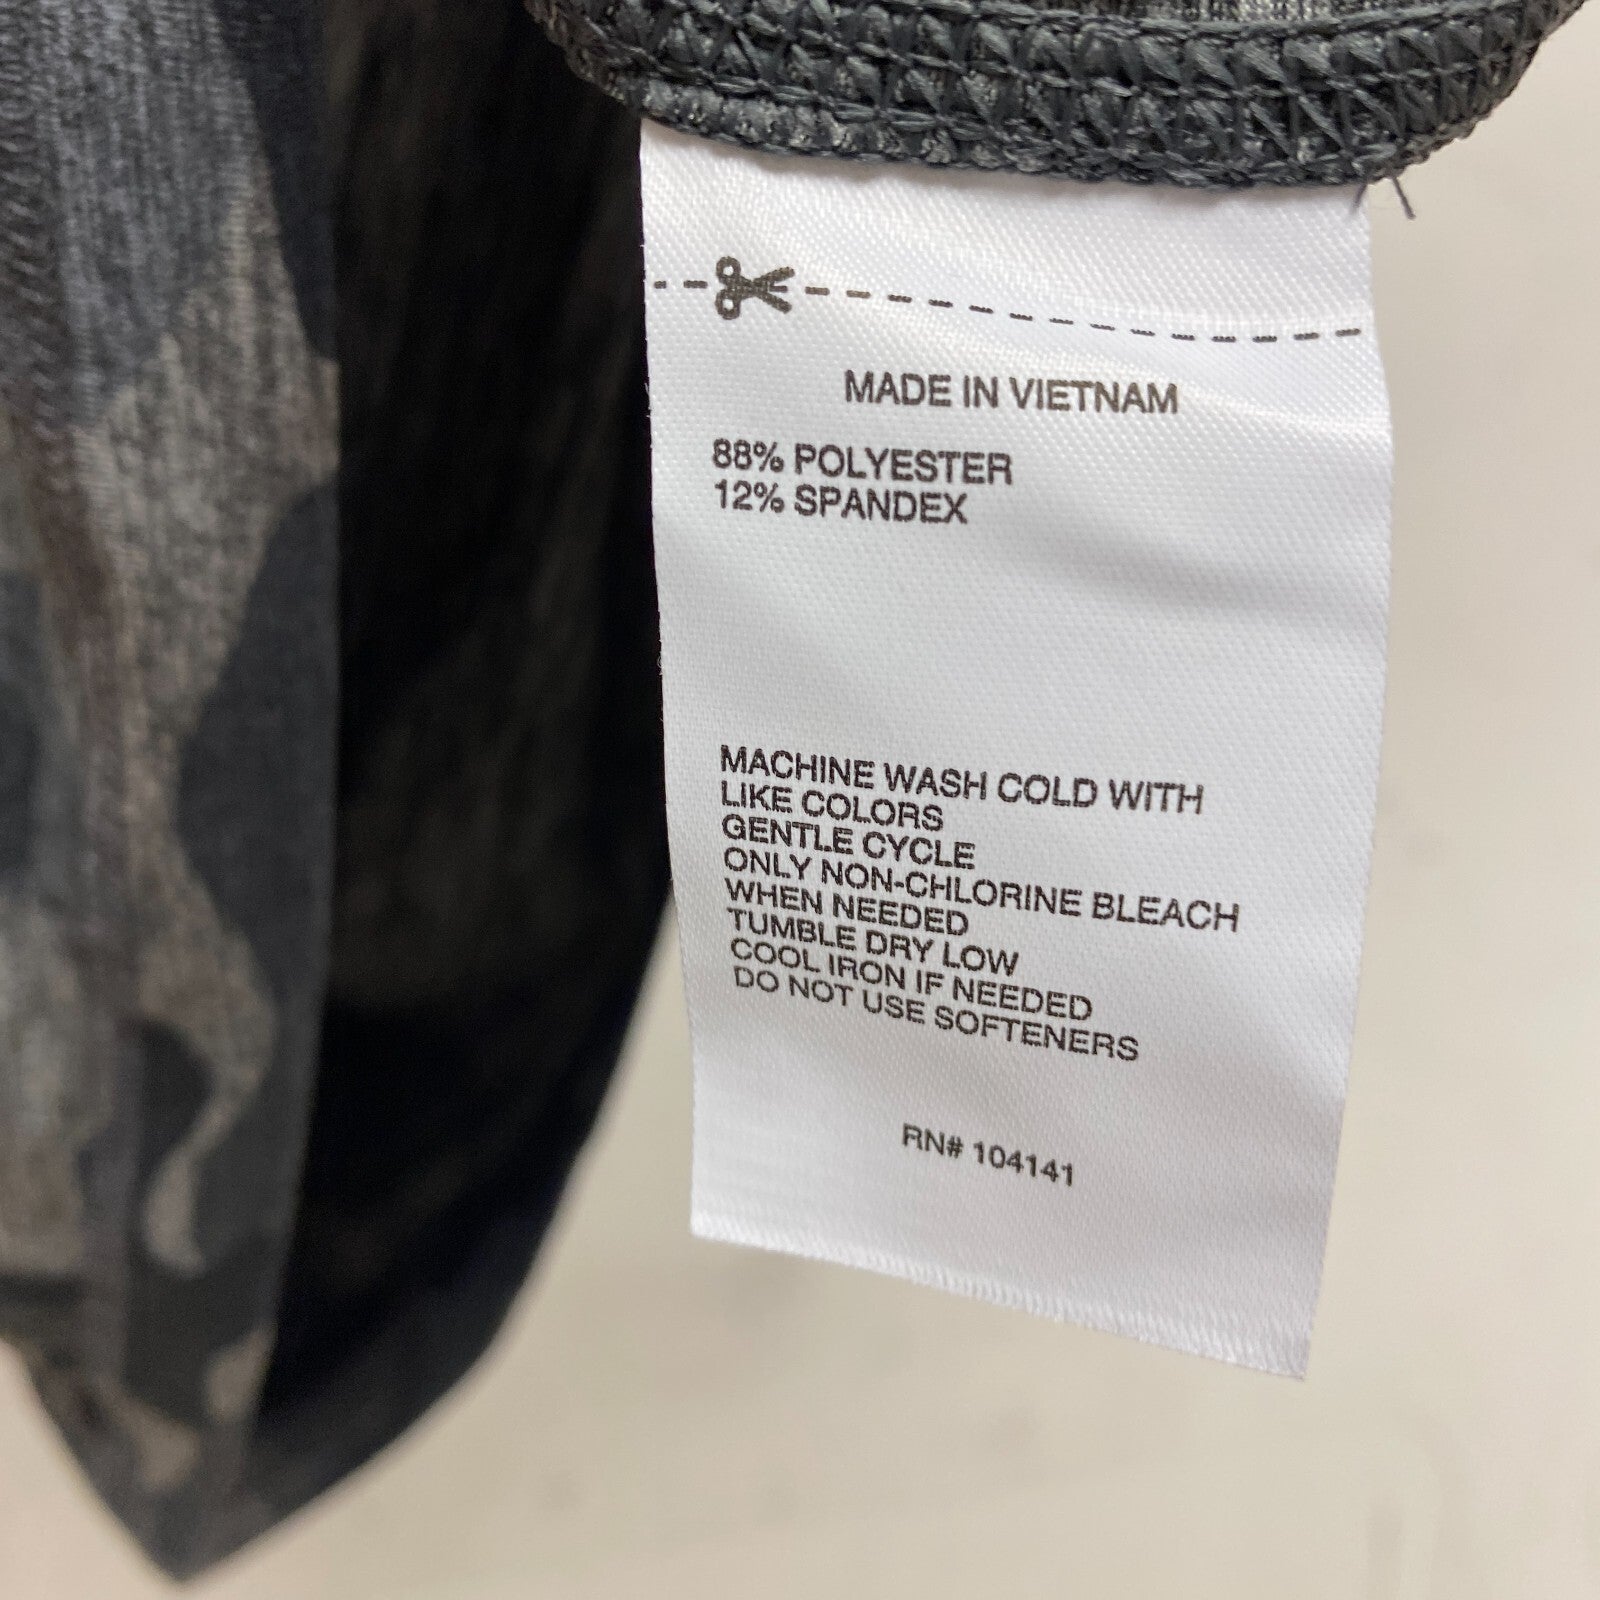 MADE IN VIETNAM
88% POLYESTER
12% SPANDEX
MACHINE WASH COLD WITH
LIKE COLORS
GENTLE CYCLE
ONLY NON-CHLORINE BLEACH
WHEN NEEDED
TUMBLE DRY LOW
COOL IRON IF NEEDED
DO NOT USE SOFTENERS
RN# 104141